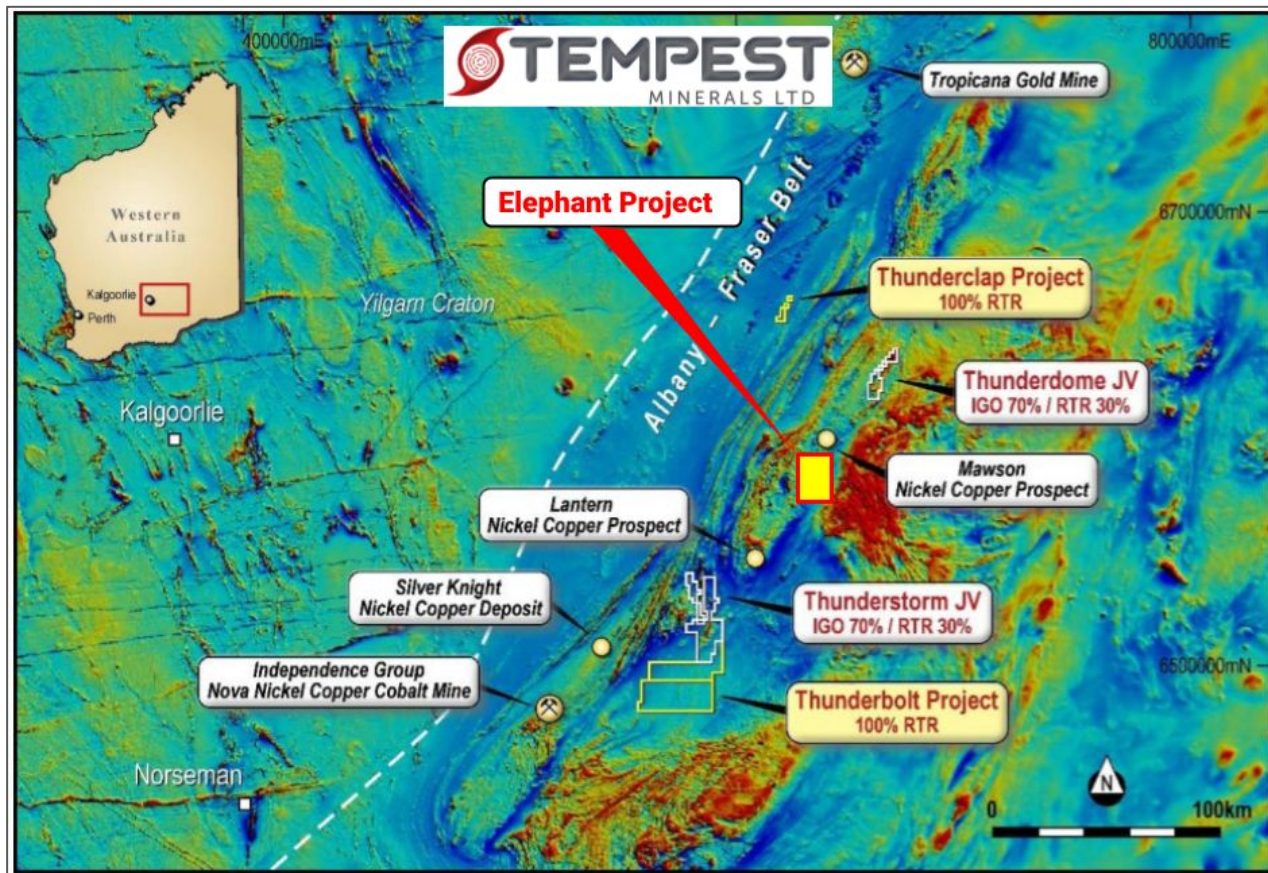 400000mE
800000mE
TEMPEST
MINERALS LTD
Tropicana Gold Mine
Western
Australia
Kalgoorlie
Perth
Elephant Project
6700000mN
Albany - Fraser Belt
Yilgarn Craton
Thunderclap Project
100% RTR
Thunderdome JV
IGO 70% / RTR 30%
Kalgoorlie
Mawson
Nickel Copper Prospect
Lantern
Nickel Copper Prospect
Silver Knight
Nickel Copper Deposit
Thunderstorm JV
IGO 70% / RTR 30%
Independence Group
Nova Nickel Copper Cobalt Mine
6500000mN
Thunderbolt Project
100% RTR
Norseman
N
0
100km